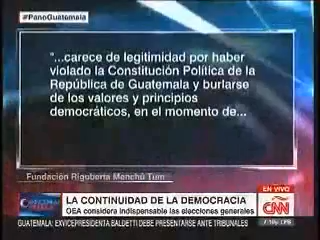 #PanoGuatemala
"...carece de legitimidad por haber
violado la Constitución Política de la
República de Guatemala y burlarse
de los valores y principios
democráticos, en el momento de...
Fundación Rigoberta Menchú Tum
EN VIVO
LA CONTINUIDAD DE LA DEMOCRACIA
OEA considera indispensable las elecciones generales
CNN
GUATEMALA: EXVICEPRESIDENTA BALDETTI DEBE PRESENTARSE ANTE TRIBUNALES